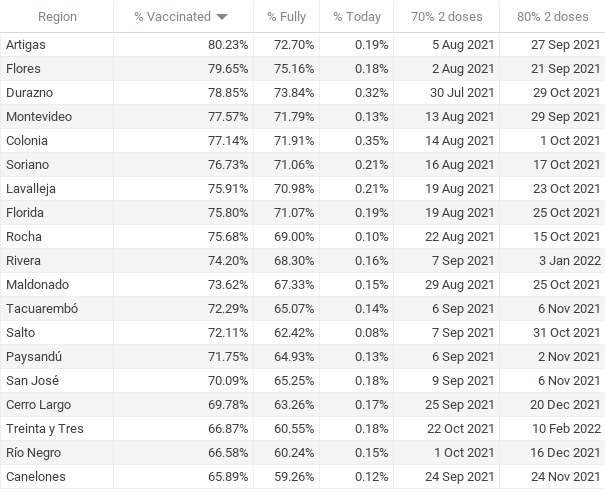 Region % Vaccinated % Fully % Today 70% 2 doses 80% 2 doses
Artigas 80.23% 72.70% 0.19% 5 Aug 2021 27 Sep 2021
Flores 79.65% 75.16% 0.18% 2 Aug 2021 21 Sep 2021
Durazno 78.85% 73.84% 0.32% 30 Jul 2021 29 Oct 2021
Montevideo 77.57% 71.79% 0.13% 13 Aug 2021 29 Sep 2021
Colonia 77.14% 71.91% 0.35% 14 Aug 2021 1 Oct 2021
Soriano 76.73% 71.06% 0.21% 16 Aug 2021 17 Oct 2021
Lavalleja 75.91% 70.98% 0.21% 19 Aug 2021 23 Oct 2021
Florida 75.80% 71.07% 0.19% 19 Aug 2021 25 Oct 2021
Rocha 75.68% 69.00% 0.10% 22 Aug 2021 15 Oct 2021
Rivera 74.20% 68.30% 0.16% 7 Sep 2021 3 Jan 2022
Maldonado 73.62% 67.33% 0.15% 29 Aug 2021 25 Oct 2021
Tacuarembó 72.29% 65.07% 0.14% 6 Sep 2021 6 Nov 2021
Salto 72.11% 62.42% 0.08% 7 Sep 2021 31 Oct 2021
Paysandú 71.75% 64.93% 0.13% 6 Sep 2021 2 Nov 2021
San José 70.09% 65.25% 0.18% 9 Sep 2021 6 Nov 2021
Cerro Largo 69.78% 63.26% 0.17% 25 Sep 2021 20 Dec 2021
Treinta y Tres 66.87% 60.55% 0.18% 22 Oct 2021 10 Feb 2022
Río Negro 66.58% 60.24% 0.15% 1 Oct 2021 16 Dec 2021
Canelones 65.89% 59.26% 0.12% 24 Sep 2021 24 Nov 2021